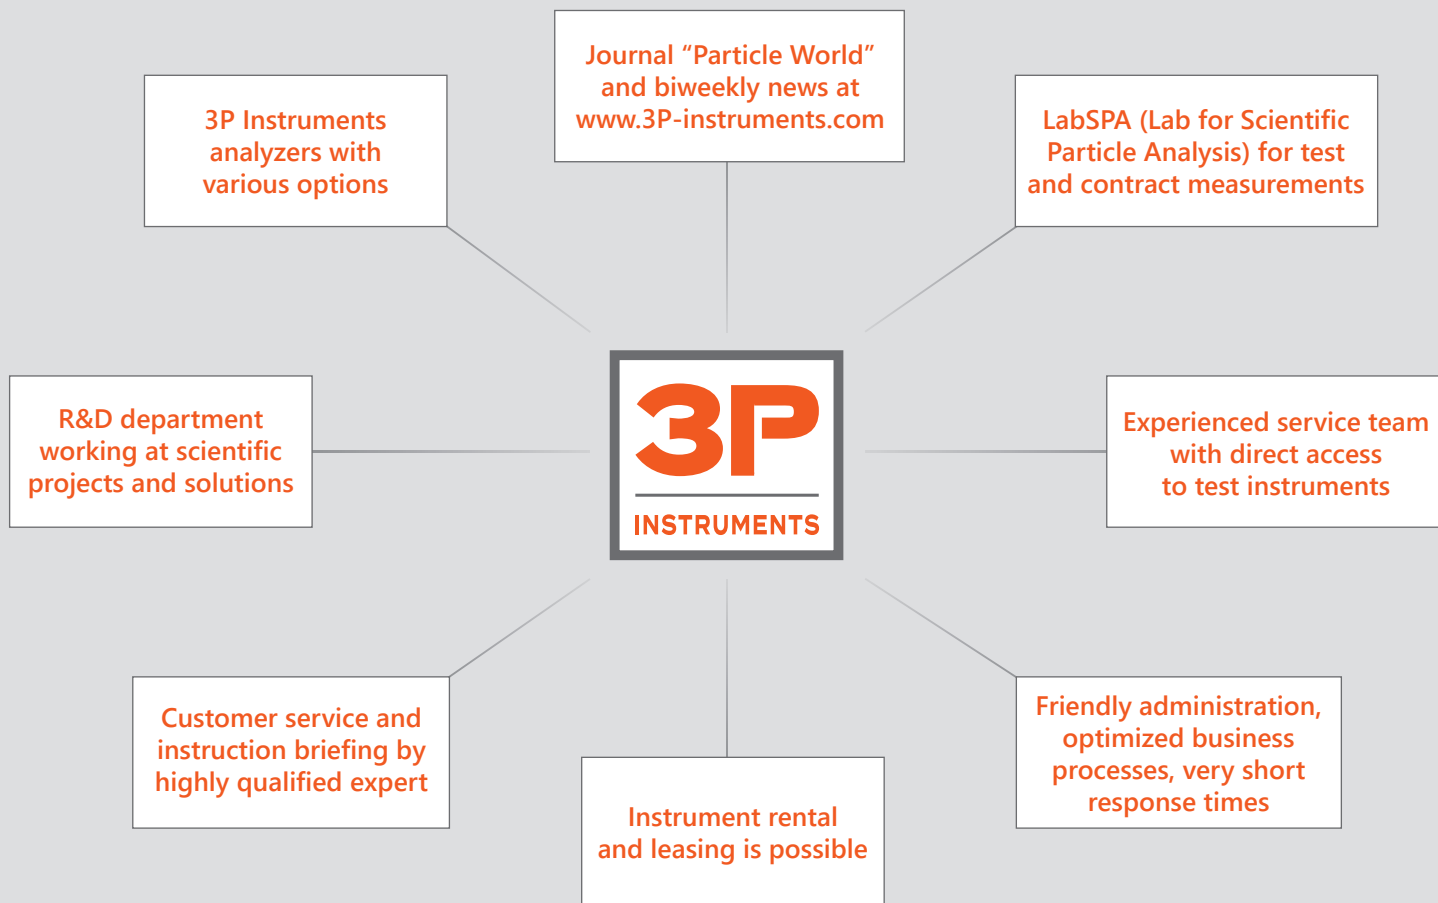 Journal “Particle World”
and biweekly news at
www.3P-instruments.com
3P Instruments
analyzers with
various options
LabSPA (Lab for Scientific
Particle Analysis) for test
and contract measurements
R&D department
working at scientific
projects and solutions
3P
INSTRUMENTS
Experienced service team
with direct access
to test instruments
Customer service and
instruction briefing by
highly qualified expert
Instrument rental
and leasing is possible
Friendly administration,
optimized business
processes, very short
response times